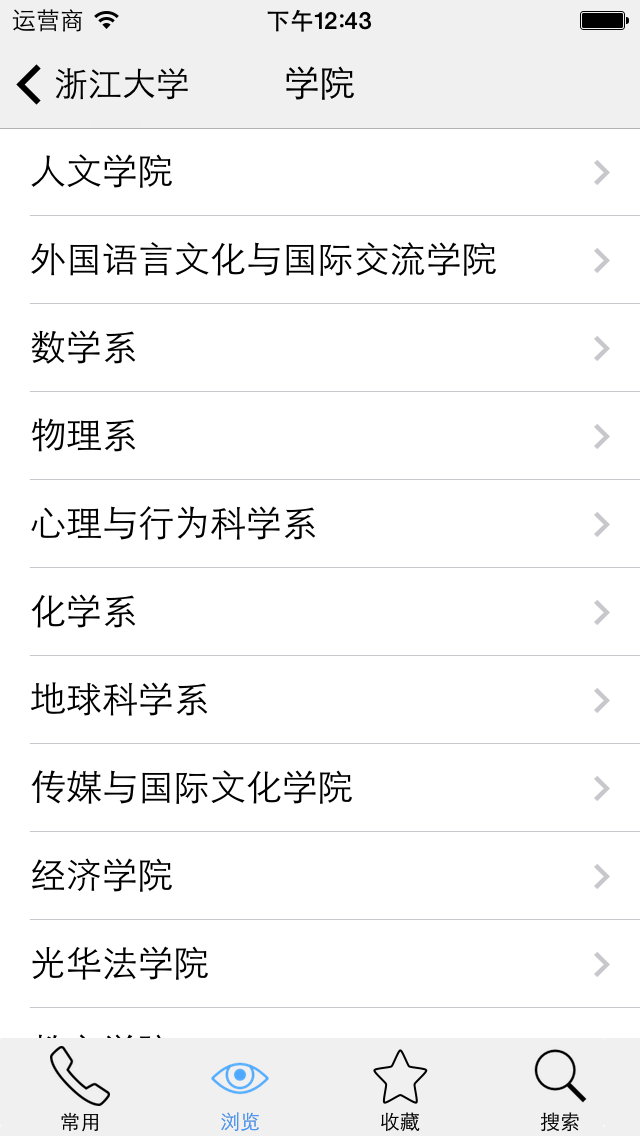 运营商 下午12:43
浙江大学 学院
人文学院
外国语言文化与国际交流学院
数学系
物理系
心理与行为科学系
化学系
地球科学系
传媒与国际文化学院
经济学院
光华法学院
常用 浏览 收藏 搜索